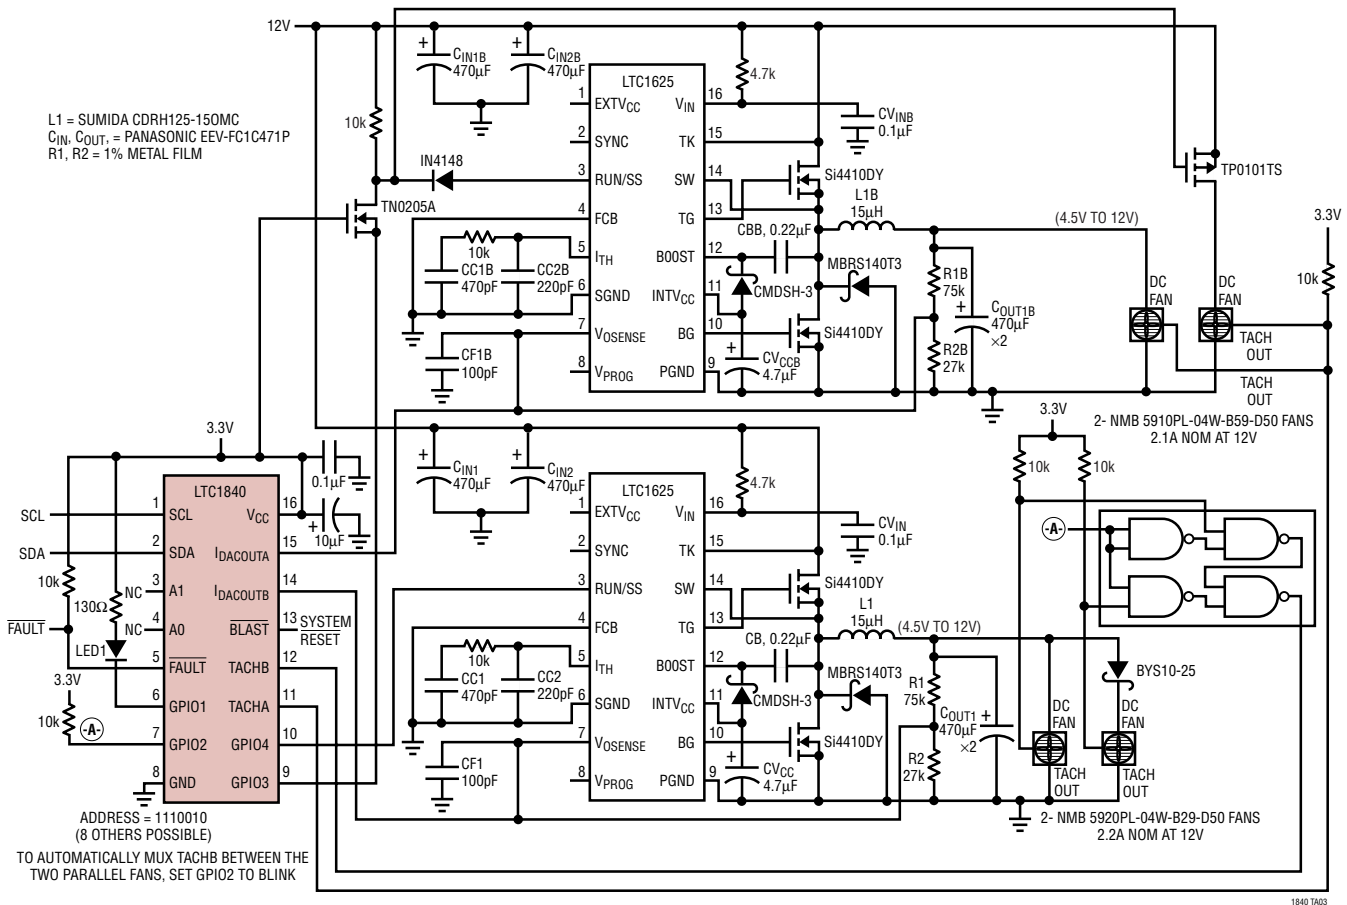 12V
L1 = SUMIDA CDRH125-150MC
CIN, COUT, = PANASONIC EEV-FC1C471P
R1, R2 = 1% METAL FILM
10k
+
CIN1B
470µF
+
CIN2B
470µF
IN4148
TN0205A
LTC1625
1
EXTVCC
2
SYNC
3
RUN/SS
4
FCB
5
ITH
6
SGND
7
VOSENSE
8
VPROG
16
VIN
15
TK
14
SW
13
TG
12
BOOST
11
INTVCC
10
BG
9
PGND
10k
CC1B
470pF
CC2B
220pF
CF1B
100pF
4.7k
CVINB
0.1µF
Si4410DY
L1B
15µH
CBB, 0.22µF
MBRS140T3
CMDSH-3
Si4410DY
+
CVCCB
4.7µF
R1B
75k
R2B
27k
+
COUT1B
470µF
×2
(4.5V TO 12V)
TP0101TS
3.3V
10k
DC
FAN
DC
FAN
TACH
OUT
TACH
OUT
2- NMB 5910PL-04W-B59-D50 FANS
2.1A NOM AT 12V
3.3V
0.1µF
+
10µF
SCL
SDA
10k
130Ω
FAULT
LED1
NC
NC
3.3V
10k
-A-
LTC1840
1
SCL
2
SDA
3
A1
4
A0
5
FAULT
6
GPIO1
7
GPIO2
8
GND
16
VCC
15
IDACOUTA
14
IDACOUTB
13
BLAST
SYSTEM
RESET
12
TACHB
11
TACHA
10
GPIO4
9
GPIO3
ADDRESS = 1110010
(8 OTHERS POSSIBLE)
TO AUTOMATICALLY MUX TACHB BETWEEN THE
TWO PARALLEL FANS, SET GPIO2 TO BLINK
+
CIN1
470µF
+
CIN2
470µF
LTC1625
1
EXTVCC
2
SYNC
3
RUN/SS
4
FCB
5
ITH
6
SGND
7
VOSENSE
8
VPROG
16
VIN
15
TK
14
SW
13
TG
12
BOOST
11
INTVCC
10
BG
9
PGND
10k
CC1
470pF
CC2
220pF
CF1
100pF
4.7k
CVIN
0.1µF
Si4410DY
L1
15µH
CB, 0.22µF
MBRS140T3
CMDSH-3
Si4410DY
+
CVCC
4.7µF
(4.5V TO 12V)
R1
75k
R2
27k
COUT1
470µF
×2
+
3.3V
10k
10k
-A-
BYS10-25
DC
FAN
DC
FAN
TACH
OUT
TACH
OUT
2- NMB 5920PL-04W-B29-D50 FANS
2.2A NOM AT 12V
1840 TA03